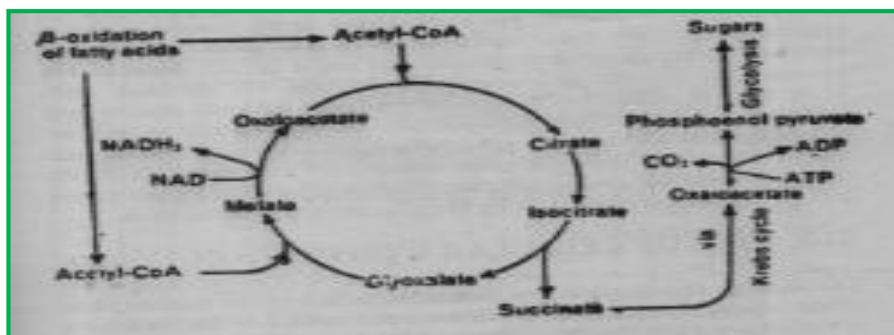 β-oxidation
of fatty acids
Acetyl-CoA
Sugars
Glycolysis
Phosphoenol pyruvate
Oxaloacetate
NADH₂
NAD
Citrate
CO₂
ADP
ATP
Oxaloacetate
Malate
Isocitrate
via
Krebs cycle
Acetyl-CoA
Glyoxalate
Succinate